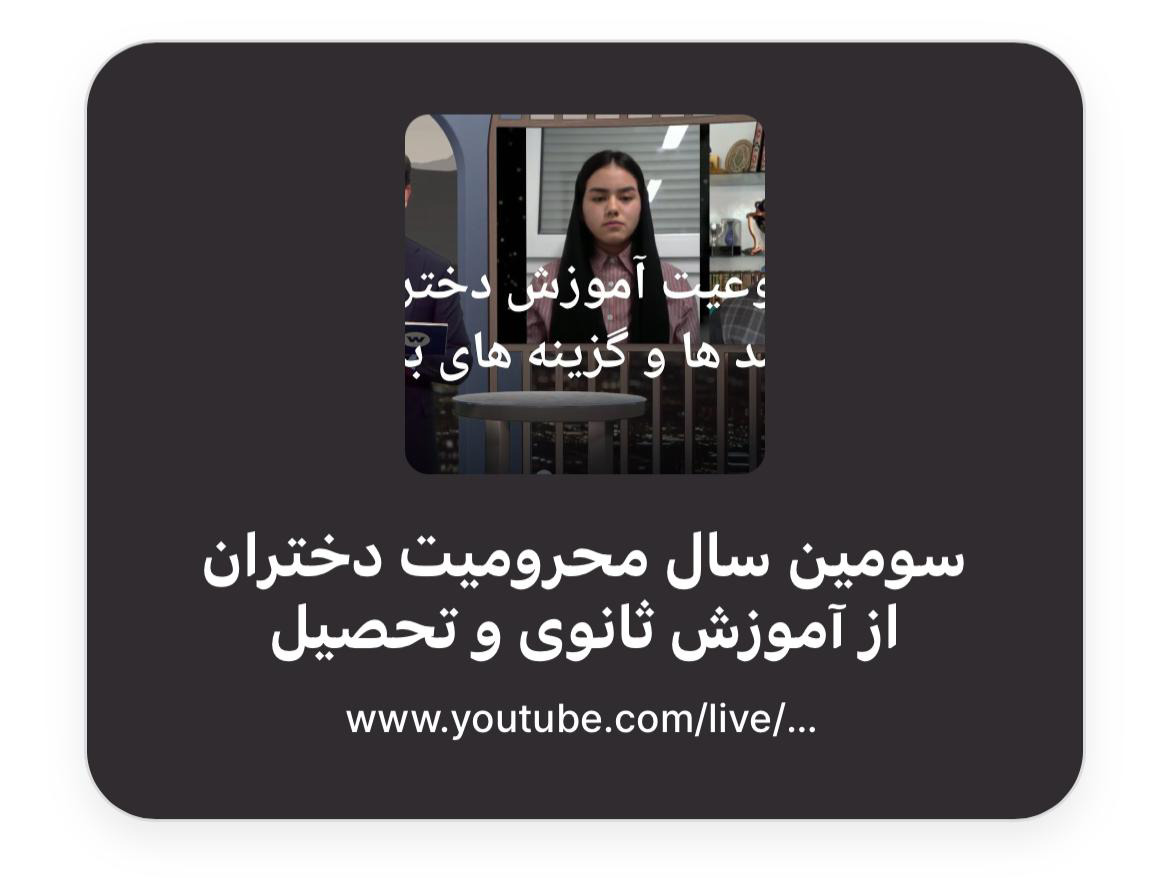 آموزش دختر
ها و گزینه های
سومین سال محرومیت دختران
از آموزش ثانوی و تحصیل
www.youtube.com/live/...